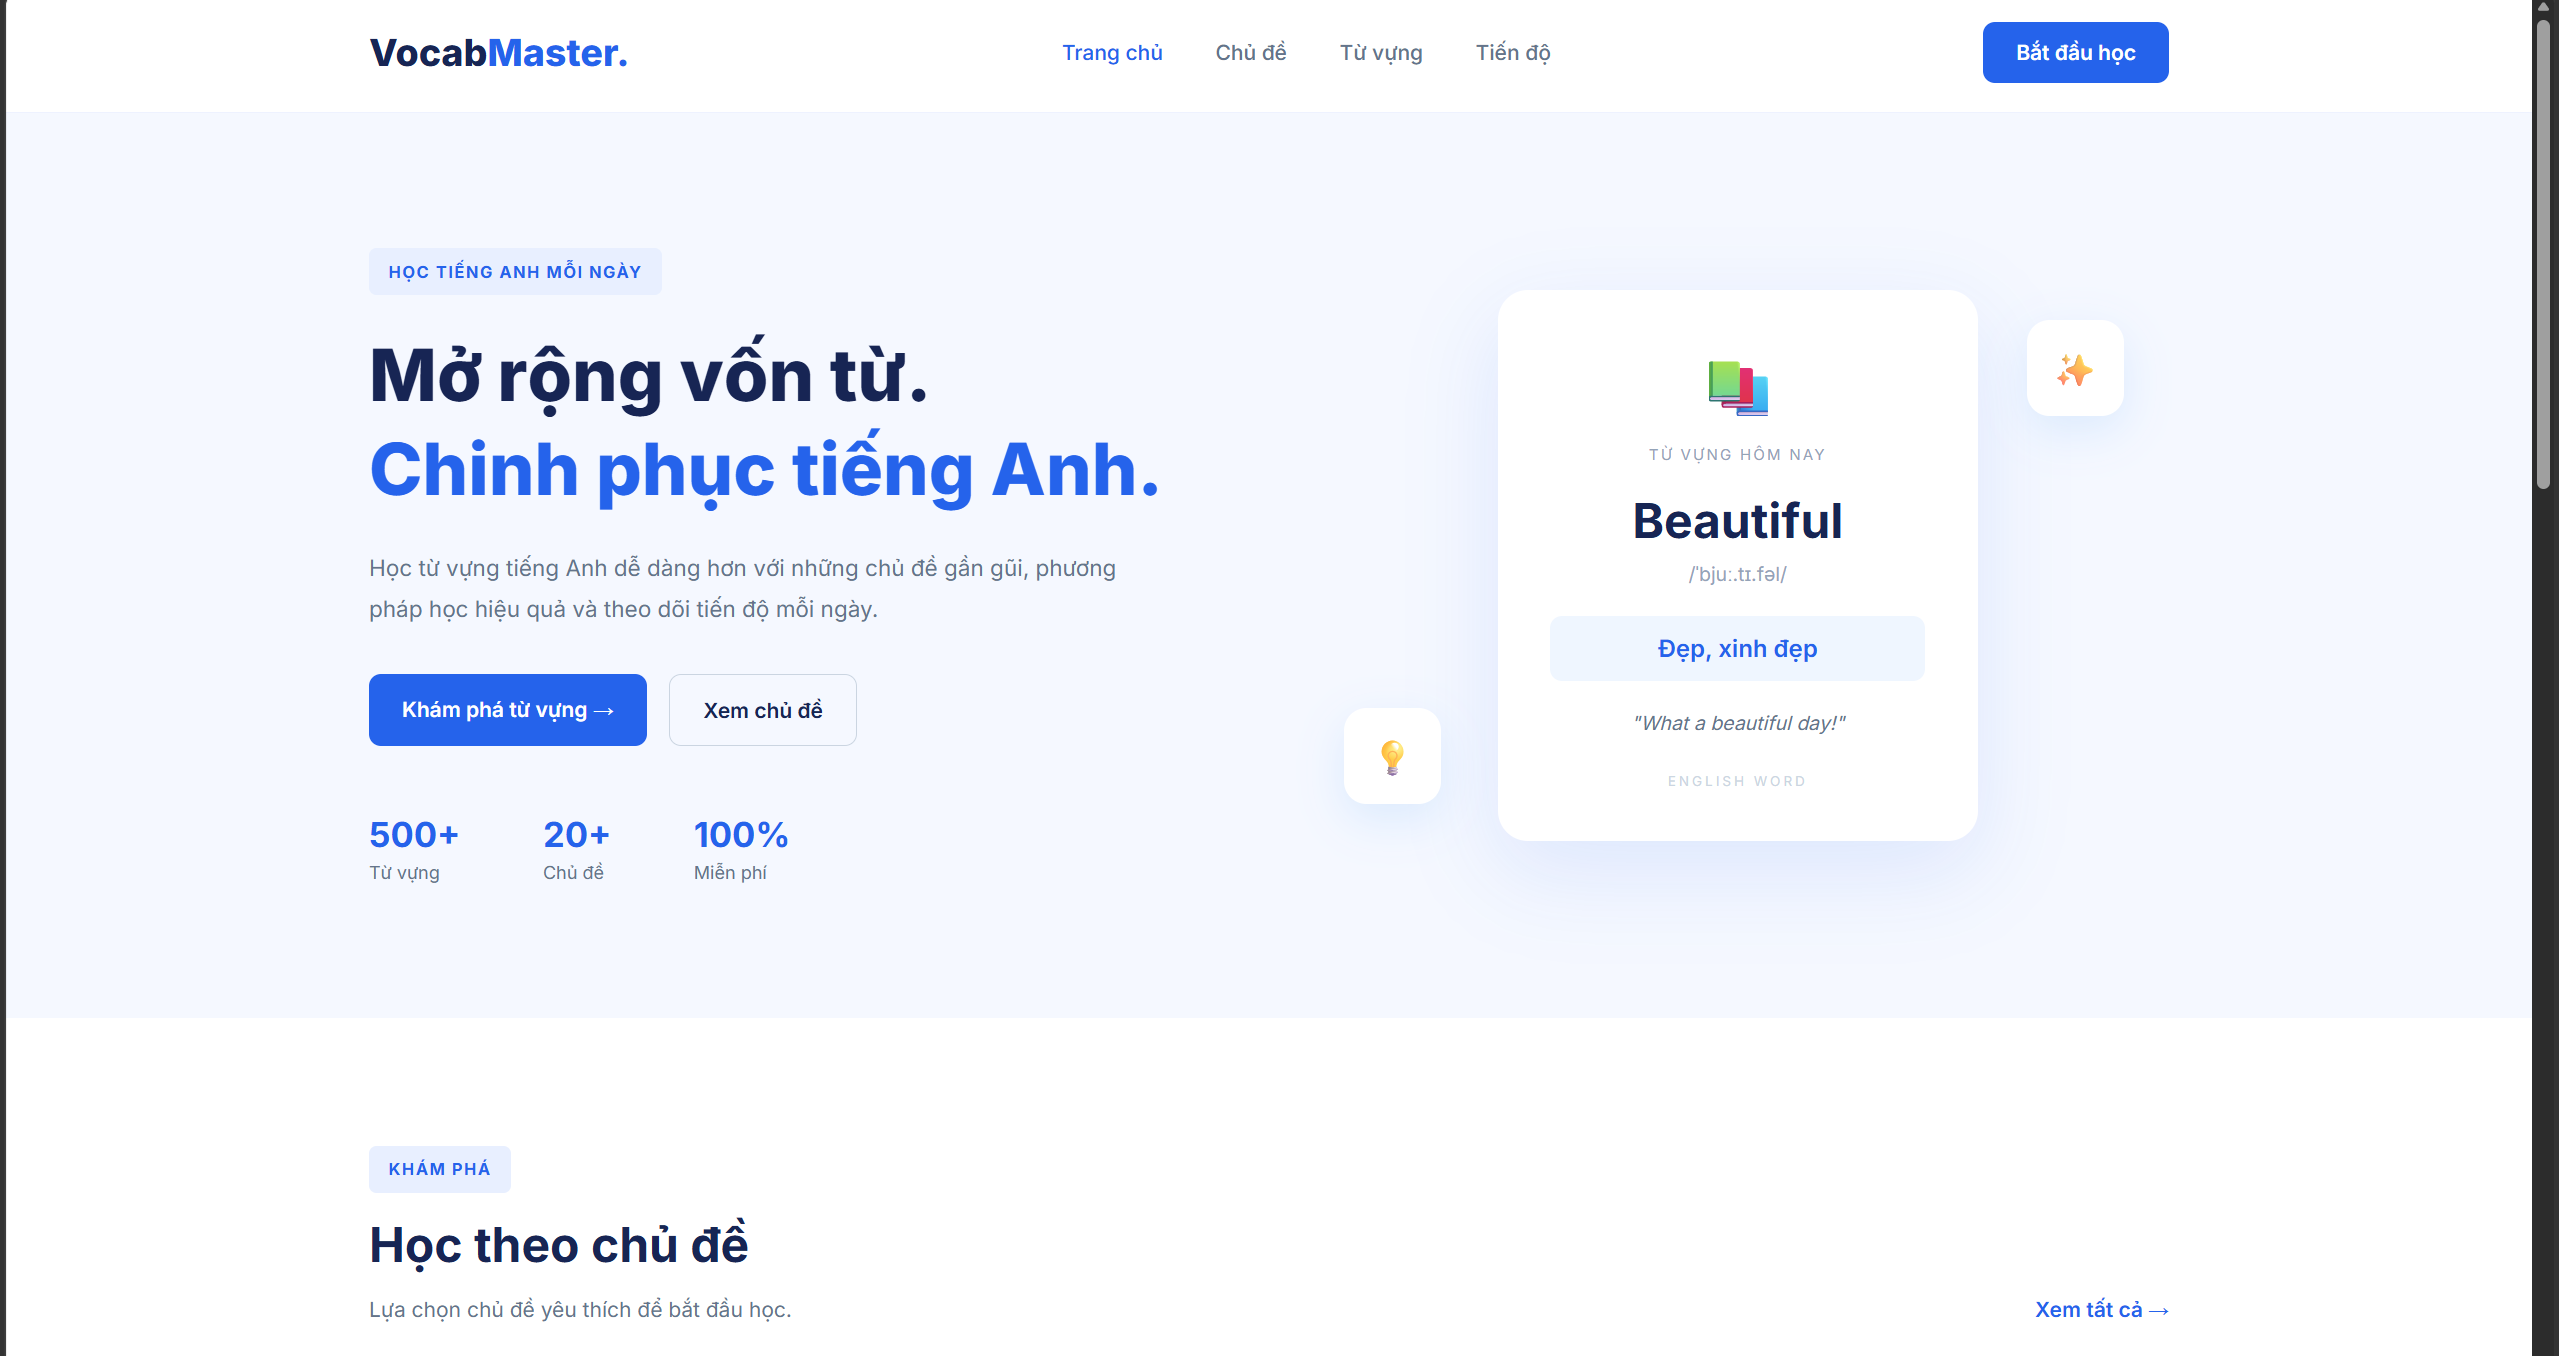 VocabMaster.
Trang chủ
Chủ đề
Từ vựng
Tiến độ
Bắt đầu học
HỌC TIẾNG ANH MỖI NGÀY
Mở rộng vốn từ.
Chinh phục tiếng Anh.
Học từ vựng tiếng Anh dễ dàng hơn với những chủ đề gần gũi, phương
pháp học hiệu quả và theo dõi tiến độ mỗi ngày.
Khám phá từ vựng →
Xem chủ đề
500+
Từ vựng
20+
Chủ đề
100%
Miễn phí
TỪ VỰNG HÔM NAY
Beautiful
/ˈbjuː.tɪ.fəl/
Đẹp, xinh đẹp
"What a beautiful day!"
ENGLISH WORD
KHÁM PHÁ
Học theo chủ đề
Lựa chọn chủ đề yêu thích để bắt đầu học.
Xem tất cả →